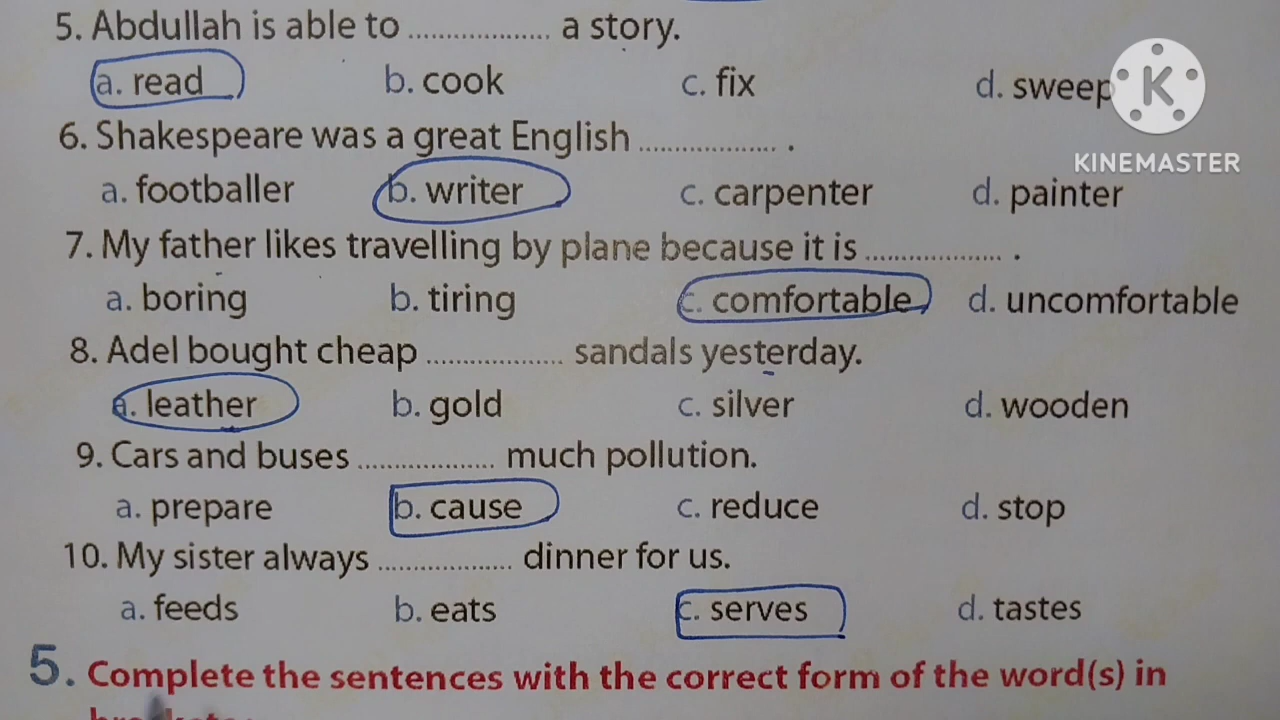 5. Abdullah is able to ................... a story.
a. read b. cook c. fix d. sweep
K
KINEMASTER
6. Shakespeare was a great English ................... .
a. footballer b. writer c. carpenter d. painter
7. My father likes travelling by plane because it is ................... .
a. boring b. tiring c. comfortable d. uncomfortable
8. Adel bought cheap ................... sandals yesterday.
a. leather b. gold c. silver d. wooden
9. Cars and buses ................... much pollution.
a. prepare b. cause c. reduce d. stop
10. My sister always ................... dinner for us.
a. feeds b. eats c. serves d. tastes
5. Complete the sentences with the correct form of the word(s) in